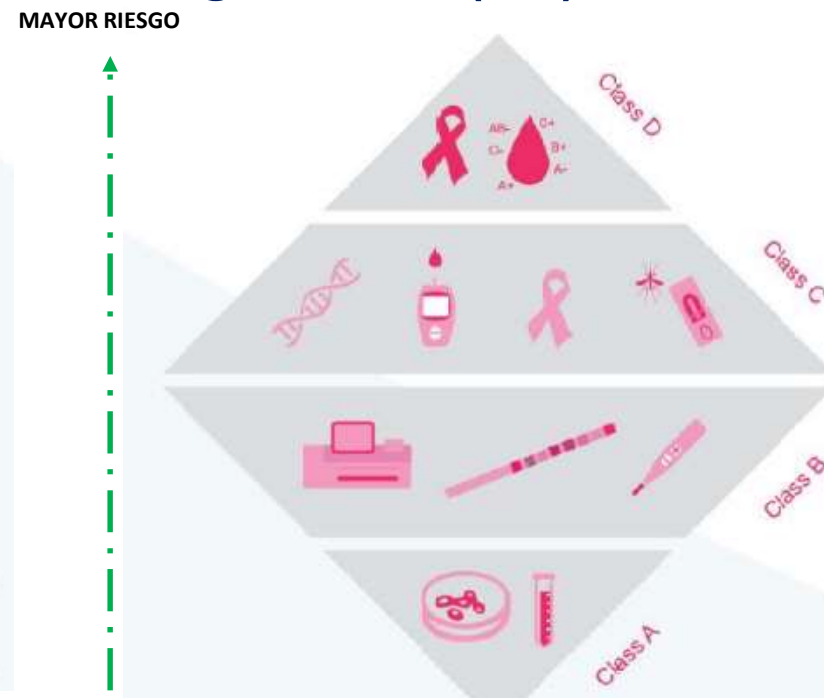 MAYOR RIESGO
Class D
AB-
O+
B+
A-
A+
Class C
Class B
Class A